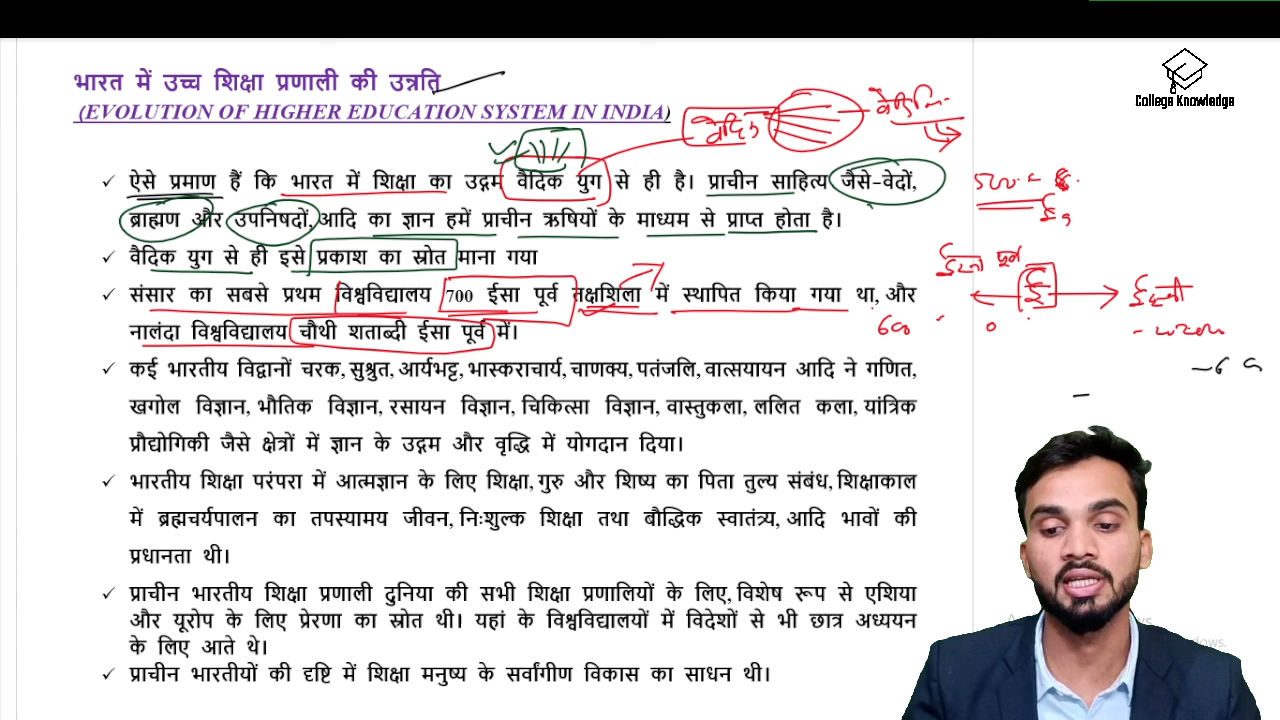 भारत में उच्च शिक्षा प्रणाली की उन्नति
(EVOLUTION OF HIGHER EDUCATION SYSTEM IN INDIA)
College Knowledge
वैदिक
✓ ऐसे प्रमाण हैं कि भारत में शिक्षा का उद्गम वैदिक युग से ही है। प्राचीन साहित्य जैसे-वेदों,
ब्राह्मण और उपनिषदों, आदि का ज्ञान हमें प्राचीन ऋषियों के माध्यम से प्राप्त होता है।
✓ वैदिक युग से ही इसे प्रकाश का स्रोत माना गया
✓ संसार का सबसे प्रथम विश्वविद्यालय 700 ईसा पूर्व तक्षशिला में स्थापित किया गया था, और
नालंदा विश्वविद्यालय चौथी शताब्दी ईसा पूर्व में।
✓ कई भारतीय विद्वानों चरक, सुश्रुत, आर्यभट्ट, भास्कराचार्य, चाणक्य, पतंजलि, वात्सयायन आदि ने गणित,
खगोल विज्ञान, भौतिक विज्ञान, रसायन विज्ञान, चिकित्सा विज्ञान, वास्तुकला, ललित कला, यांत्रिक
प्रौद्योगिकी जैसे क्षेत्रों में ज्ञान के उद्गम और वृद्धि में योगदान दिया।
✓ भारतीय शिक्षा परंपरा में आत्मज्ञान के लिए शिक्षा, गुरु और शिष्य का पिता तुल्य संबंध, शिक्षाकाल
में ब्रह्मचर्यपालन का तपस्यामय जीवन, निःशुल्क शिक्षा तथा बौद्धिक स्वातंत्र्य, आदि भावों की
प्रधानता थी।
✓ प्राचीन भारतीय शिक्षा प्रणाली दुनिया की सभी शिक्षा प्रणालियों के लिए, विशेष रूप से एशिया
और यूरोप के लिए प्रेरणा का स्रोत थी। यहां के विश्वविद्यालयों में विदेशों से भी छात्र अध्ययन
के लिए आते थे।
✓ प्राचीन भारतीयों की दृष्टि में शिक्षा मनुष्य के सर्वांगीण विकास का साधन थी।